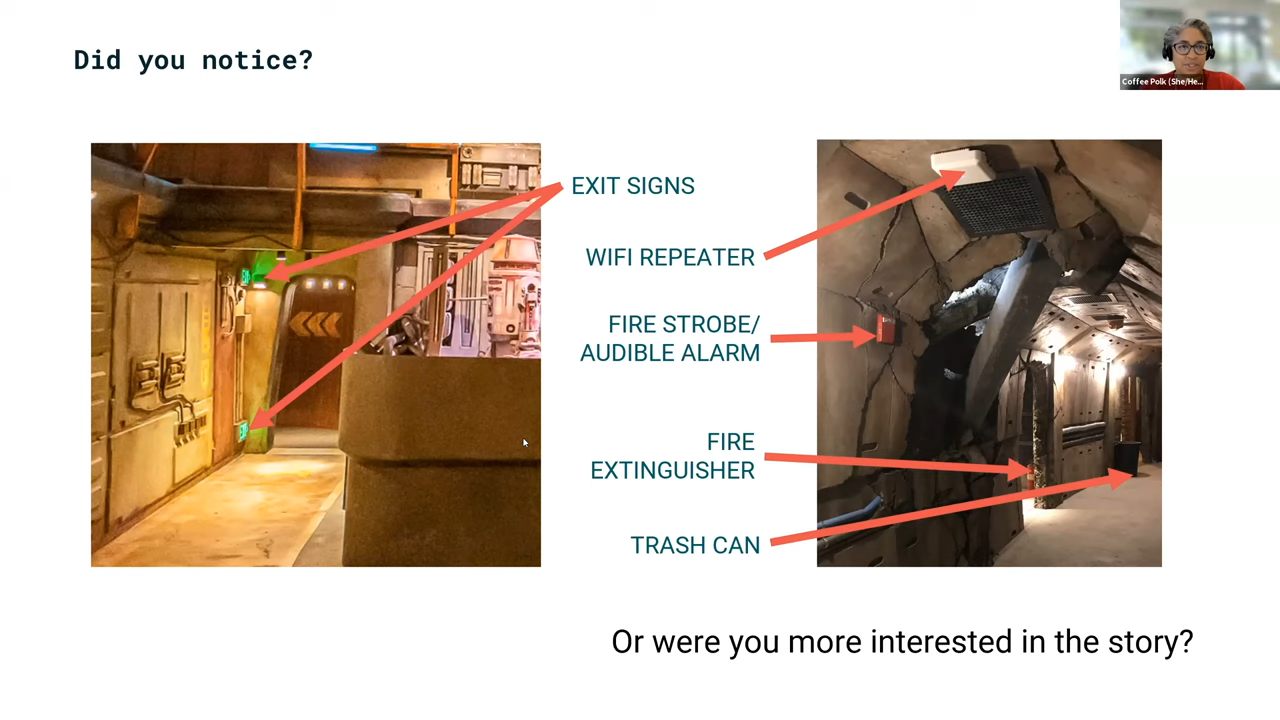 Did you notice?
Coffee Polk (She/He...
EXIT SIGNS
WIFI REPEATER
FIRE STROBE/
AUDIBLE ALARM
FIRE
EXTINGUISHER
TRASH CAN
Or were you more interested in the story?